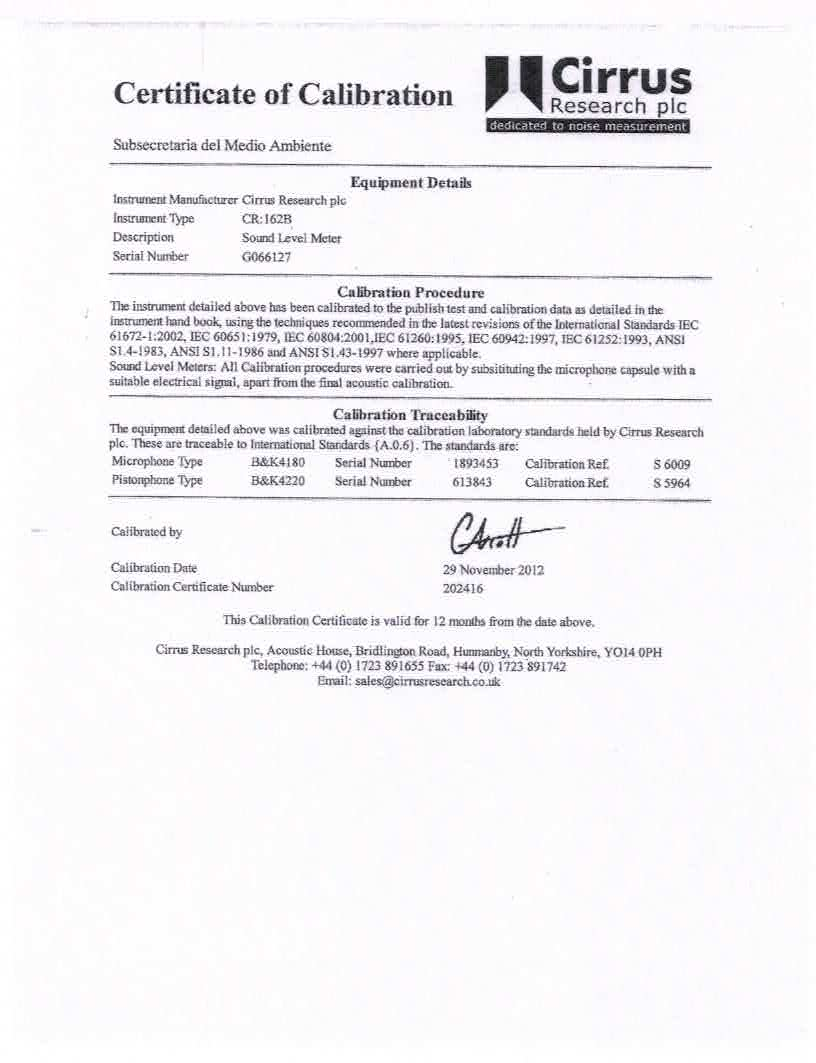 Certificate of Calibration
Cirrus
Research plc
dedicated to noise measurement
Subsecretaria del Medio Ambiente
Equipment Details
Instrument Manufacturer Cirrus Research plc
Instrument Type CR:162B
Description Sound Level Meter
Serial Number G066127
Calibration Procedure
The instrument detailed above has been calibrated to the publish test and calibration data as detailed in the
instrument hand book, using the techniques recommended in the latest revisions of the International Standards IEC
61672-1:2002, IEC 60651:1979, IEC 60804:2001,IEC 61260:1995, IEC 60942:1997, IEC 61252:1993, ANSI
S1.4-1983, ANSI S1.11-1986 and ANSI S1.43-1997 where applicable.
Sound Level Meters: All Calibration procedures were carried out by subsitituting the microphone capsule with a
suitable electrical signal, apart from the final acoustic calibration.
Calibration Traceability
The equipment detailed above was calibrated against the calibration laboratory standards held by Cirrus Research
plc. These are traceable to International Standards {A.0.6}. The standards are:
Microphone Type B&K4180 Serial Number 1893453 Calibration Ref. S 6009
Pistonphone Type B&K4220 Serial Number 613843 Calibration Ref. S 5964
Calibrated by
Calibration Date 29 November 2012
Calibration Certificate Number 202416
This Calibration Certificate is valid for 12 months from the date above.
Cirrus Research plc, Acoustic House, Bridlington Road, Hunmanby, North Yorkshire, YO14 0PH
Telephone: +44 (0) 1723 891655 Fax: +44 (0) 1723 891742
Email: sales@cirrusresearch.co.uk